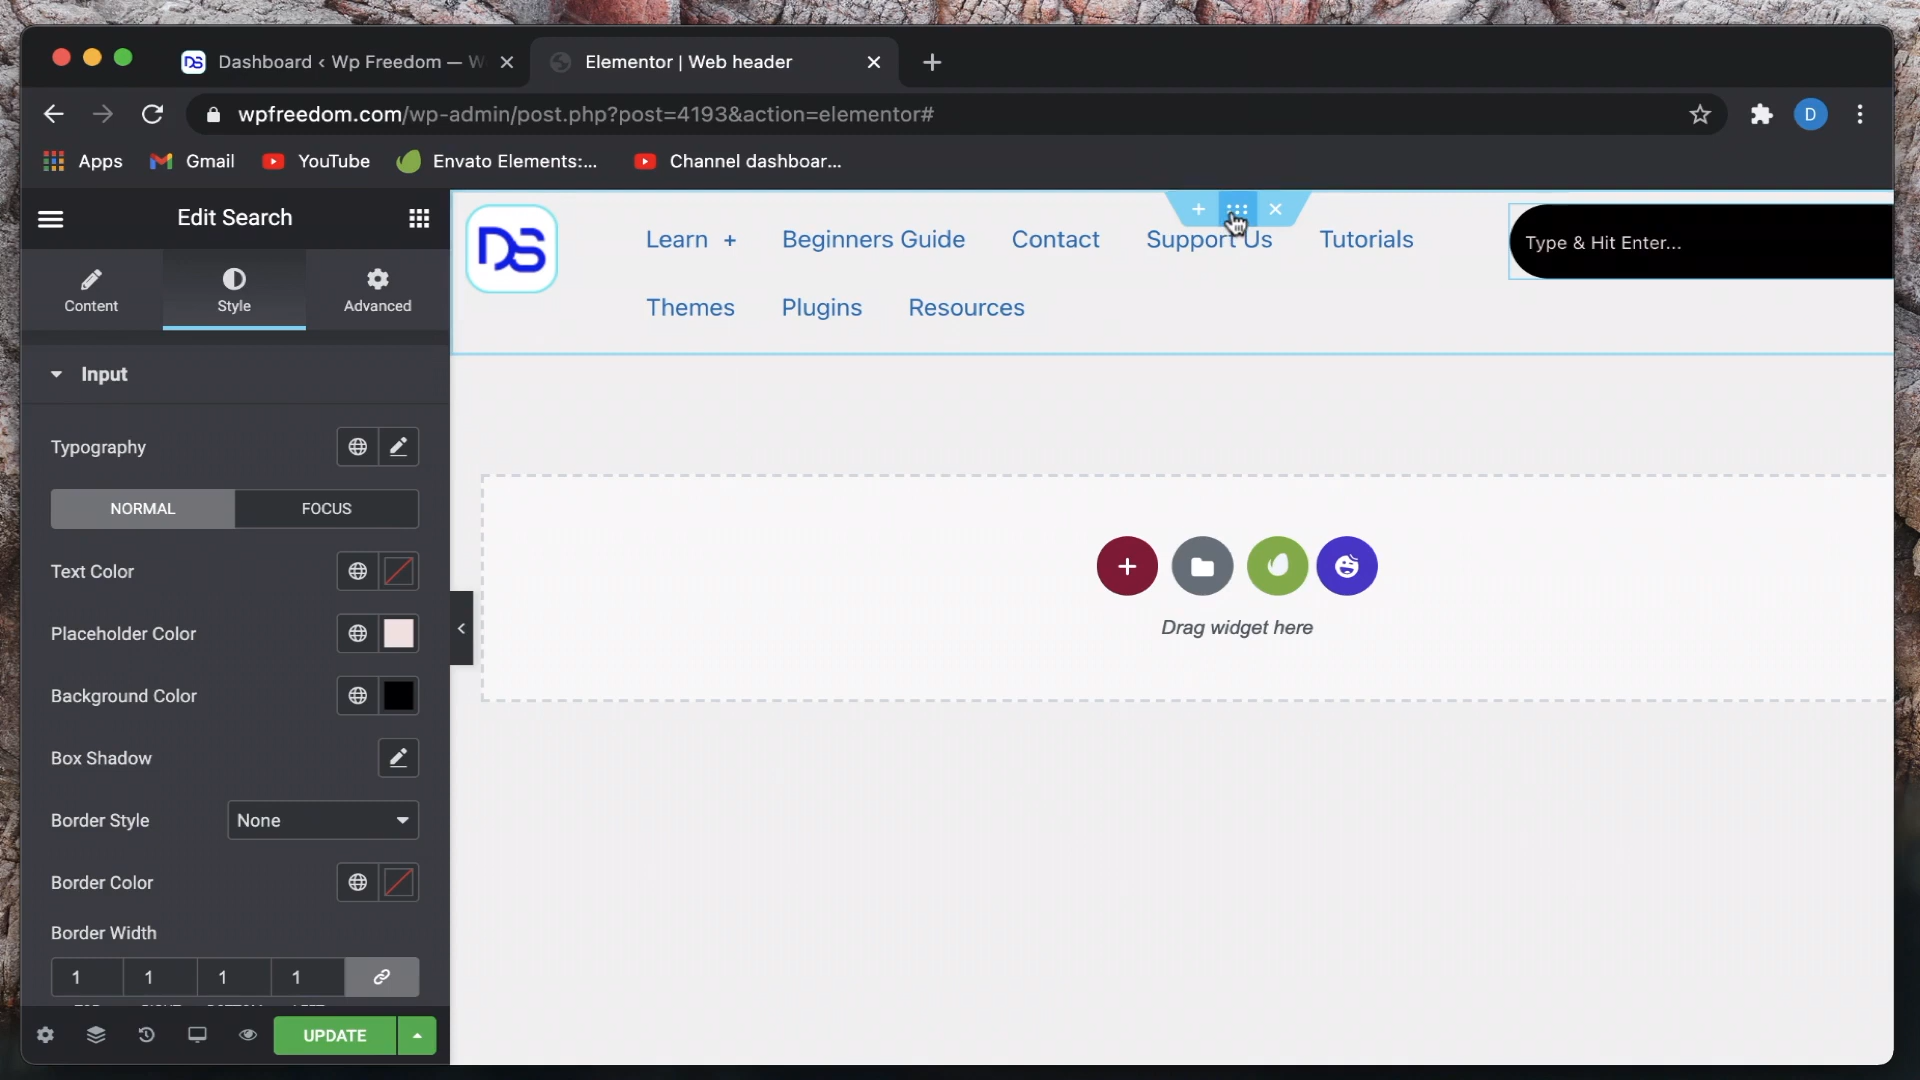 Dashboard ‹ Wp Freedom — W
Elementor | Web header
wpfreedom.com/wp-admin/post.php?post=4193&action=elementor#
D
Apps
Gmail
YouTube
Envato Elements:...
Channel dashboar...
Edit Search
Content
Style
Advanced
Input
Typography
NORMAL
FOCUS
Text Color
Placeholder Color
Background Color
Box Shadow
Border Style
None
Border Color
Border Width
1
1
1
1
UPDATE
DS
Learn +
Beginners Guide
Contact
Support Us
Tutorials
Type & Hit Enter...
Themes
Plugins
Resources
Drag widget here